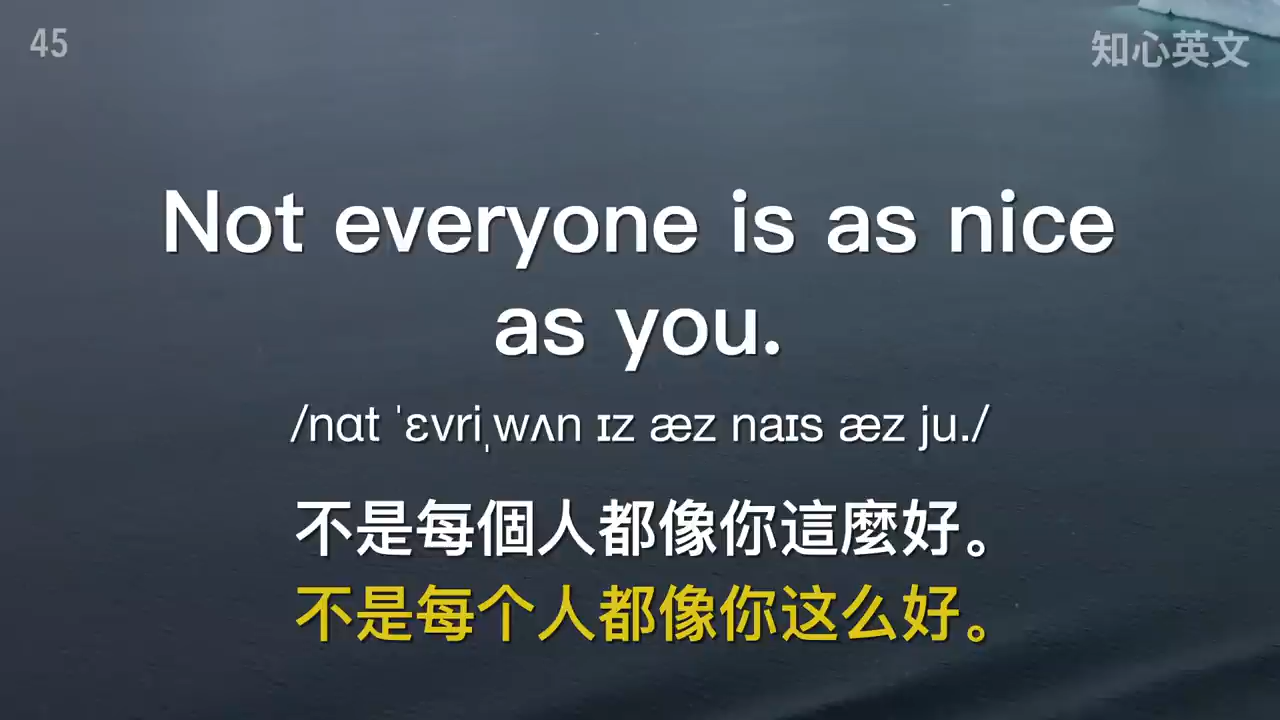 45
知心英文
Not everyone is as nice
as you.
/nɑt ˈɛvriˌwʌn ɪz æz naɪs æz ju./
不是每個人都像你這麼好。
不是每个人都像你这么好。